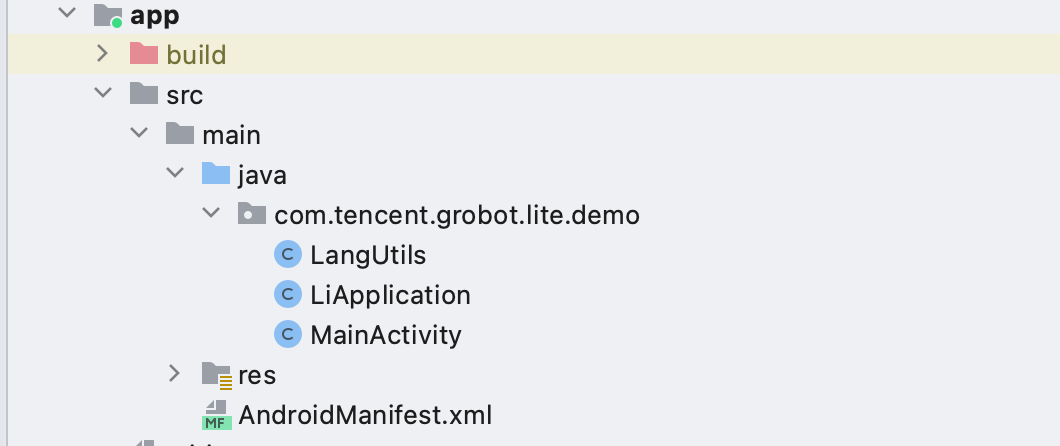 app
build
src
main
java
com.tencent.grobot.lite.demo
C LangUtils
C LiApplication
C MainActivity
res
MF AndroidManifest.xml